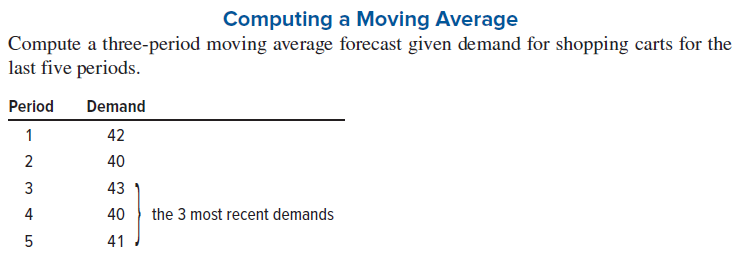 Computing a Moving Average
Compute a three-period moving average forecast given demand for shopping carts for the
last five periods.
Period Demand
1 42
2 40
3 43
4 40 the 3 most recent demands
5 41